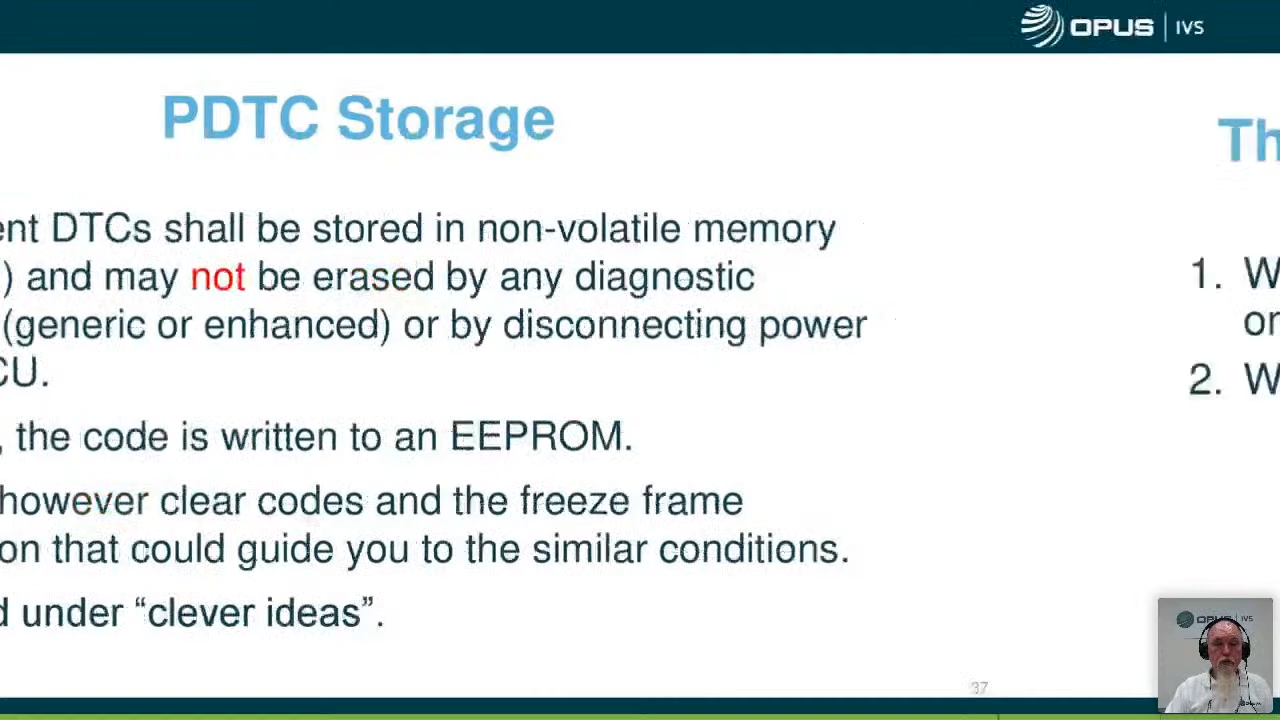 OPUS | IVS
PDTC Storage
Th
ent DTCs shall be stored in non-volatile memory
) and may not be erased by any diagnostic
(generic or enhanced) or by disconnecting power
CU.
, the code is written to an EEPROM.
however clear codes and the freeze frame
on that could guide you to the similar conditions.
d under “clever ideas”.
1. W
or
2. W
37
OPUS | IVS